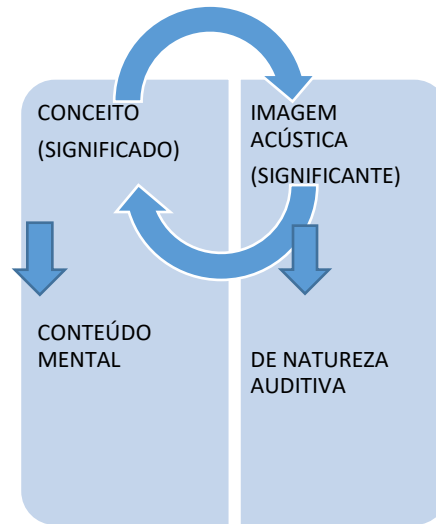 CONCEITO
(SIGNIFICADO)
CONTEÚDO
MENTAL
IMAGEM
ACÚSTICA
(SIGNIFICANTE)
DE NATUREZA
AUDITIVA